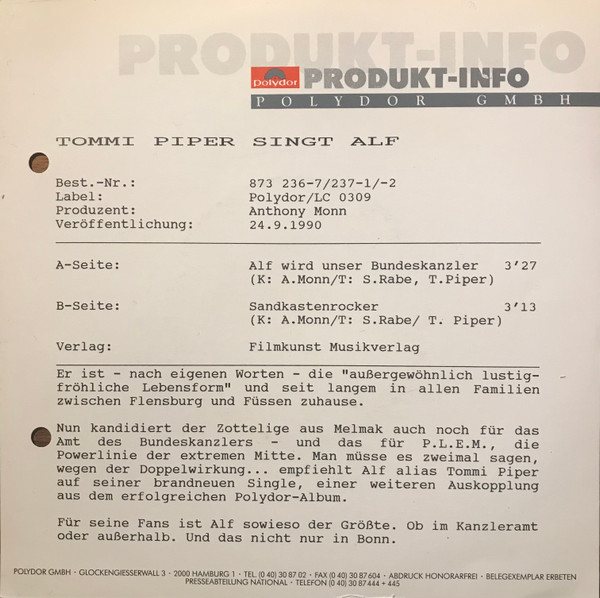 PRODUKT-INFO
Polydor PRODUKT-INFO
POLYDOR GMBH
TOMMI PIPER SINGT ALF
Best.-Nr.: 873 236-7/237-1/-2
Label: Polydor/LC 0309
Produzent: Anthony Monn
Veröffentlichung: 24.9.1990
A-Seite: Alf wird unser Bundeskanzler 3'27
(K: A.Monn/T: S.Rabe, T.Piper)
B-Seite: Sandkastenrocker 3'13
(K: A.Monn/T: S.Rabe/ T. Piper)
Verlag: Filmkunst Musikverlag
Er ist - nach eigenen Worten - die "außergewöhnlich lustig-
fröhliche Lebensform" und seit langem in allen Familien
zwischen Flensburg und Füssen zuhause.
Nun kandidiert der Zottelige aus Melmak auch noch für das
Amt des Bundeskanzlers - und das für P.L.E.M., die
Powerlinie der extremen Mitte. Man müsse es zweimal sagen,
wegen der Doppelwirkung... empfiehlt Alf alias Tommi Piper
auf seiner brandneuen Single, einer weiteren Auskopplung
aus dem erfolgreichen Polydor-Album.
Für seine Fans ist Alf sowieso der Größte. Ob im Kanzleramt
oder außerhalb. Und das nicht nur in Bonn.
POLYDOR GMBH · GLOCKENGIESSERWALL 3 · 2000 HAMBURG 1 · TEL. (0 40) 30 87 02 · FAX (0 40) 30 87 604 · ABDRUCK HONORARFREI · BELEGEXEMPLAR ERBETEN
PRESSEABTEILUNG NATIONAL · TELEFON (0 40) 30 87 444 + 445